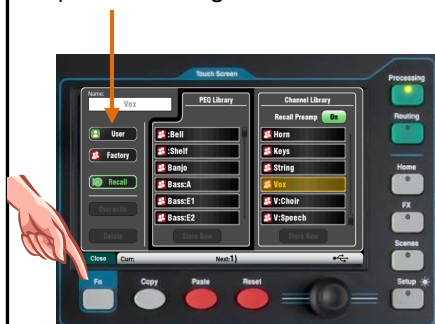 Touch Screen
Processing
Name:
Vox
PEQ Library
Channel Library
Recall Preamp On
User
:Bell
Horn
Routing
Factory
:Shelf
Keys
Banjo
String
Home
Recall
Bass:A
Vox
Overwrite
Bass:E1
V:Choir
FX
Bass:E2
V:Speech
Delete
Store New
Store New
Scenes
Close
Curr:
Next:1)
Fn
Copy
Paste
Reset
Setup